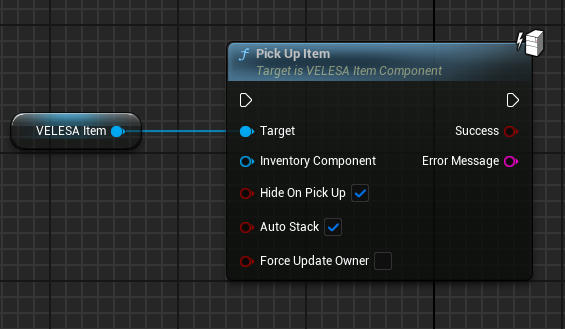 Pick Up Item
Target is VELESA Item Component
VELESA Item
Target
Success
Inventory Component
Error Message
Hide On Pick Up
Auto Stack
Force Update Owner